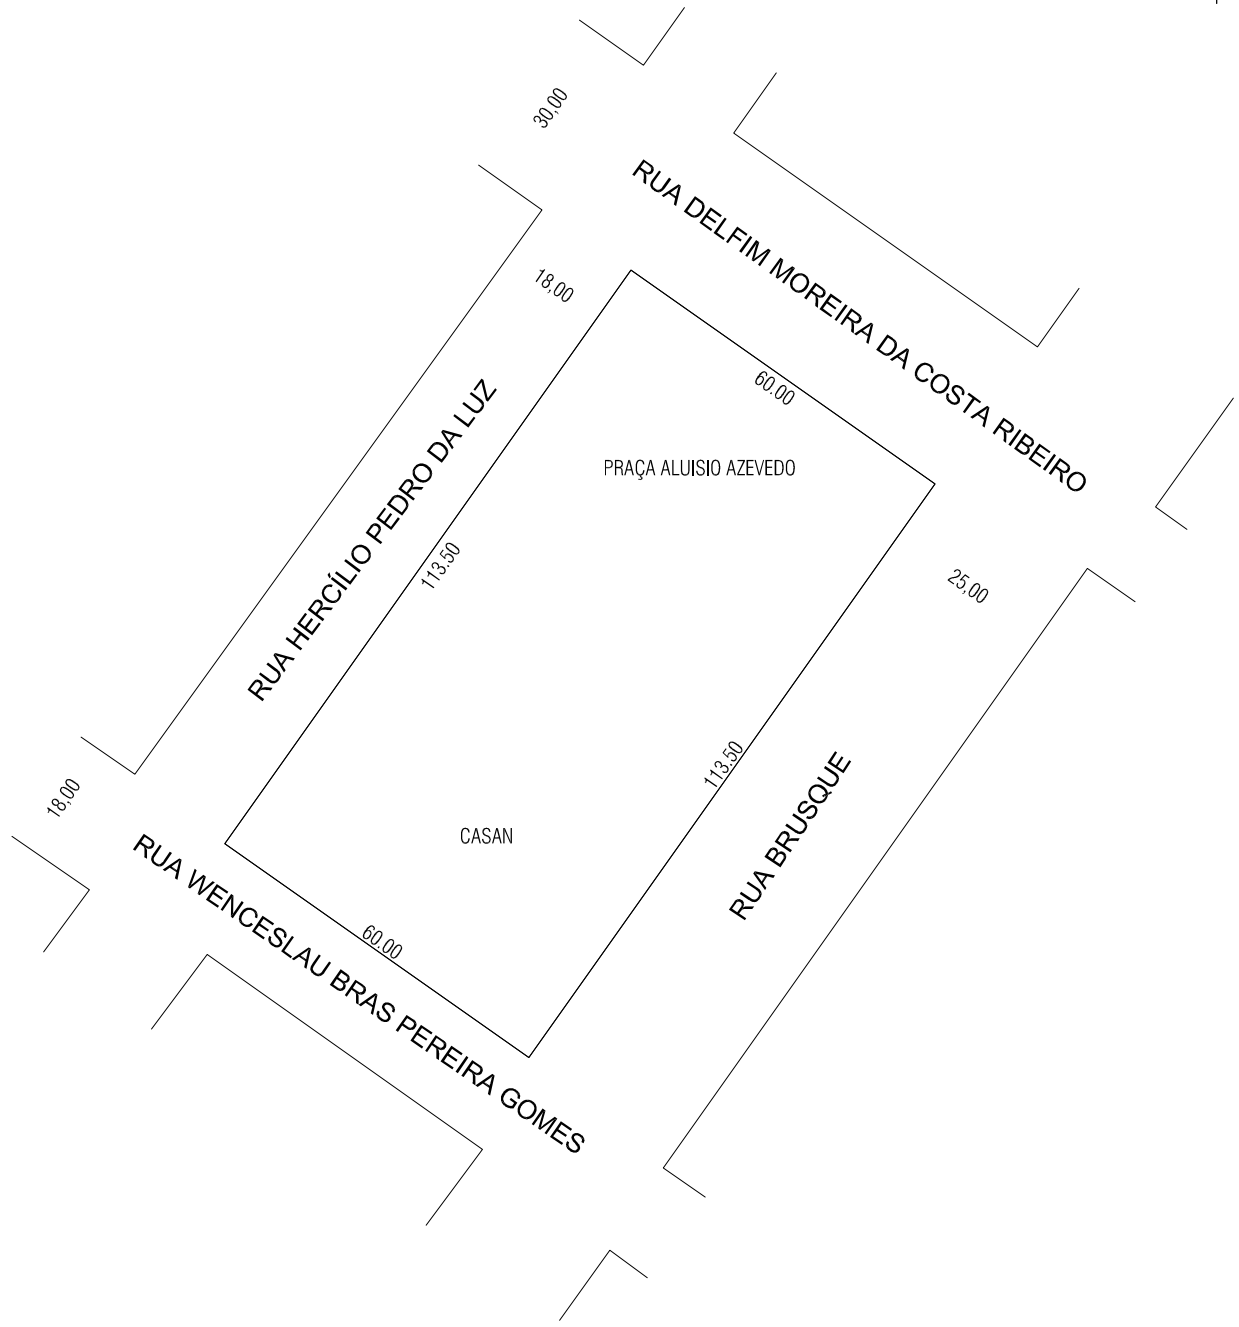 30,00
RUA DELFIM MOREIRA DA COSTA RIBEIRO
18,00
60.00
PRAÇA ALUISIO AZEVEDO
RUA HERCÍLIO PEDRO DA LUZ
113.50
25,00
113.50
RUA BRUSQUE
18,00
CASAN
RUA WENCESLAU BRAS PEREIRA GOMES
60.00